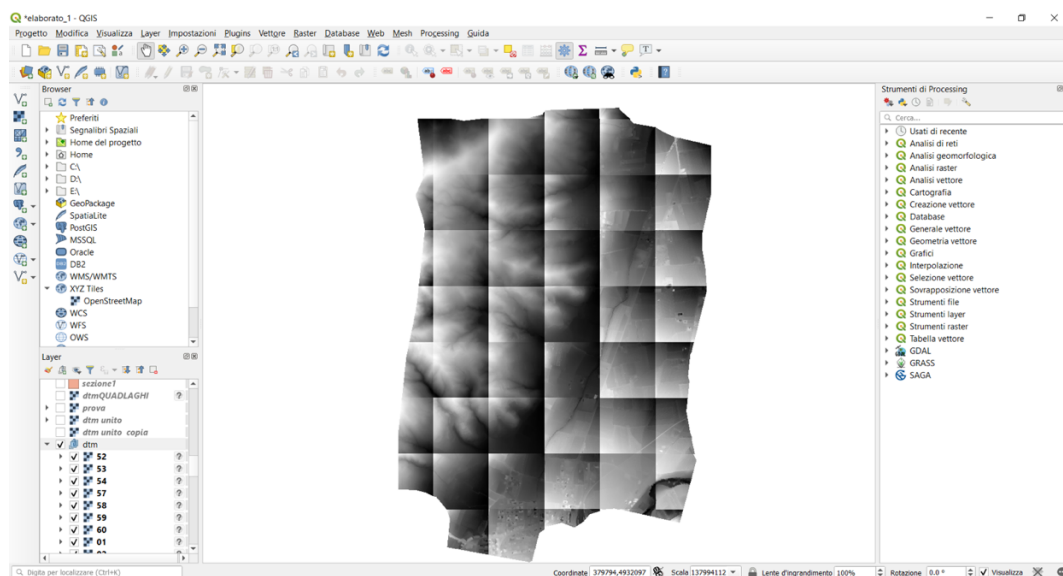 *elaborato_1 - QGIS
Progetto Modifica Visualizza Layer Impostazioni Plugins Vettore Raster Database Web Mesh Processing Guida
Browser
Preferiti
Segnalibri Spaziali
Home del progetto
Home
C:\
D:\
E:\
GeoPackage
SpatiaLite
PostGIS
MSSQL
Oracle
DB2
WMS/WMTS
XYZ Tiles
OpenStreetMap
WCS
WFS
OWS
Layer
sezione1
dtmQUADLAGHI
prova
dtm unito
dtm unito copia
dtm
52
53
54
57
58
59
60
01
Strumenti di Processing
Cerca...
Usati di recente
Analisi di reti
Analisi geomorfologica
Analisi raster
Analisi vettore
Cartografia
Creazione vettore
Database
Generale vettore
Geometria vettore
Grafici
Interpolazione
Selezione vettore
Sovrapposizione vettore
Strumenti file
Strumenti layer
Strumenti raster
Tabella vettore
GDAL
GRASS
SAGA
Digita per localizzare (Ctrl+K)
Coordinate 379794,4932097 Scala 137994112 Lente d'ingrandimento 100% Rotazione 0.0 ° Visualizza